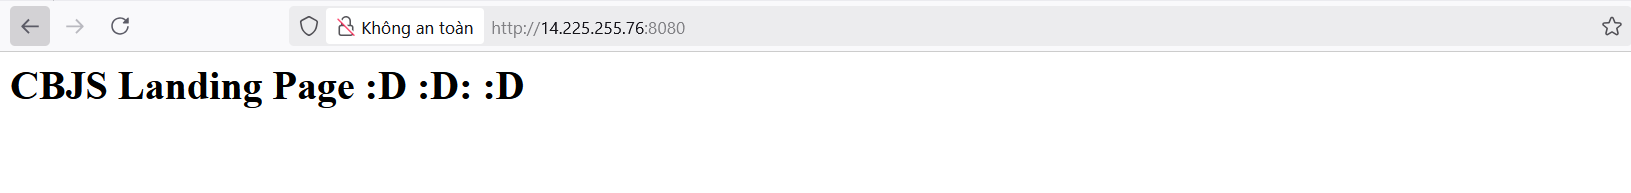 Không an toàn http://14.225.255.76:8080
CBJS Landing Page :D :D: :D